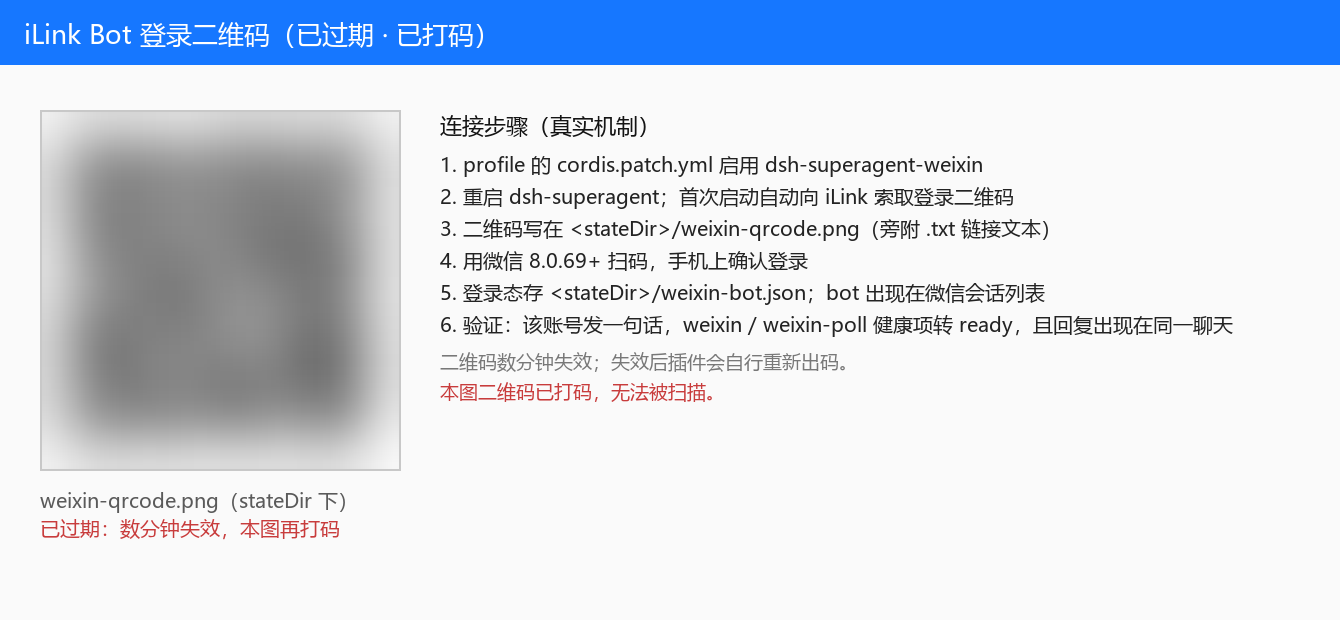 iLink Bot 登录二维码（已过期 · 已打码）
连接步骤（真实机制）
1. profile 的 cordis.patch.yml 启用 dsh-superagent-weixin
2. 重启 dsh-superagent；首次启动自动向 iLink 索取登录二维码
3. 二维码写在 <stateDir>/weixin-qrcode.png（旁附 .txt 链接文本）
4. 用微信 8.0.69+ 扫码，手机上确认登录
5. 登录态存 <stateDir>/weixin-bot.json；bot 出现在微信会话列表
6. 验证：该账号发一句话，weixin / weixin-poll 健康项转 ready，且回复出现在同一聊天
二维码数分钟失效；失效后插件会自行重新出码。
本图二维码已打码，无法被扫描。
weixin-qrcode.png（stateDir 下）
已过期：数分钟失效，本图再打码